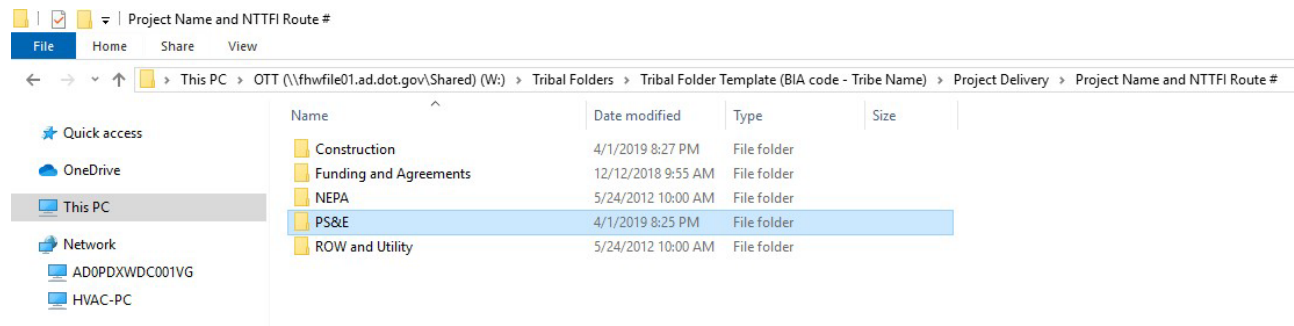 Project Name and NTTFI Route #
File Home Share View
This PC > OTT (\\fhwfile01.ad.dot.gov\Shared) (W:) > Tribal Folders > Tribal Folder Template (BIA code - Tribe Name) > Project Delivery > Project Name and NTTFI Route #
Name Date modified Type Size
Quick access
OneDrive
This PC
Network
AD0PDXWDC001VG
HVAC-PC
Construction 4/1/2019 8:27 PM File folder
Funding and Agreements 12/12/2018 9:55 AM File folder
NEPA 5/24/2012 10:00 AM File folder
PS&E 4/1/2019 8:25 PM File folder
ROW and Utility 5/24/2012 10:00 AM File folder